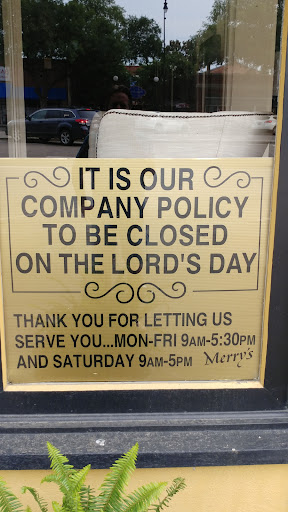 IT IS OUR
COMPANY POLICY
TO BE CLOSED
ON THE LORD'S DAY
THANK YOU FOR LETTING US
SERVE YOU...MON-FRI 9AM-5:30PM
AND SATURDAY 9AM-5PM Merry's